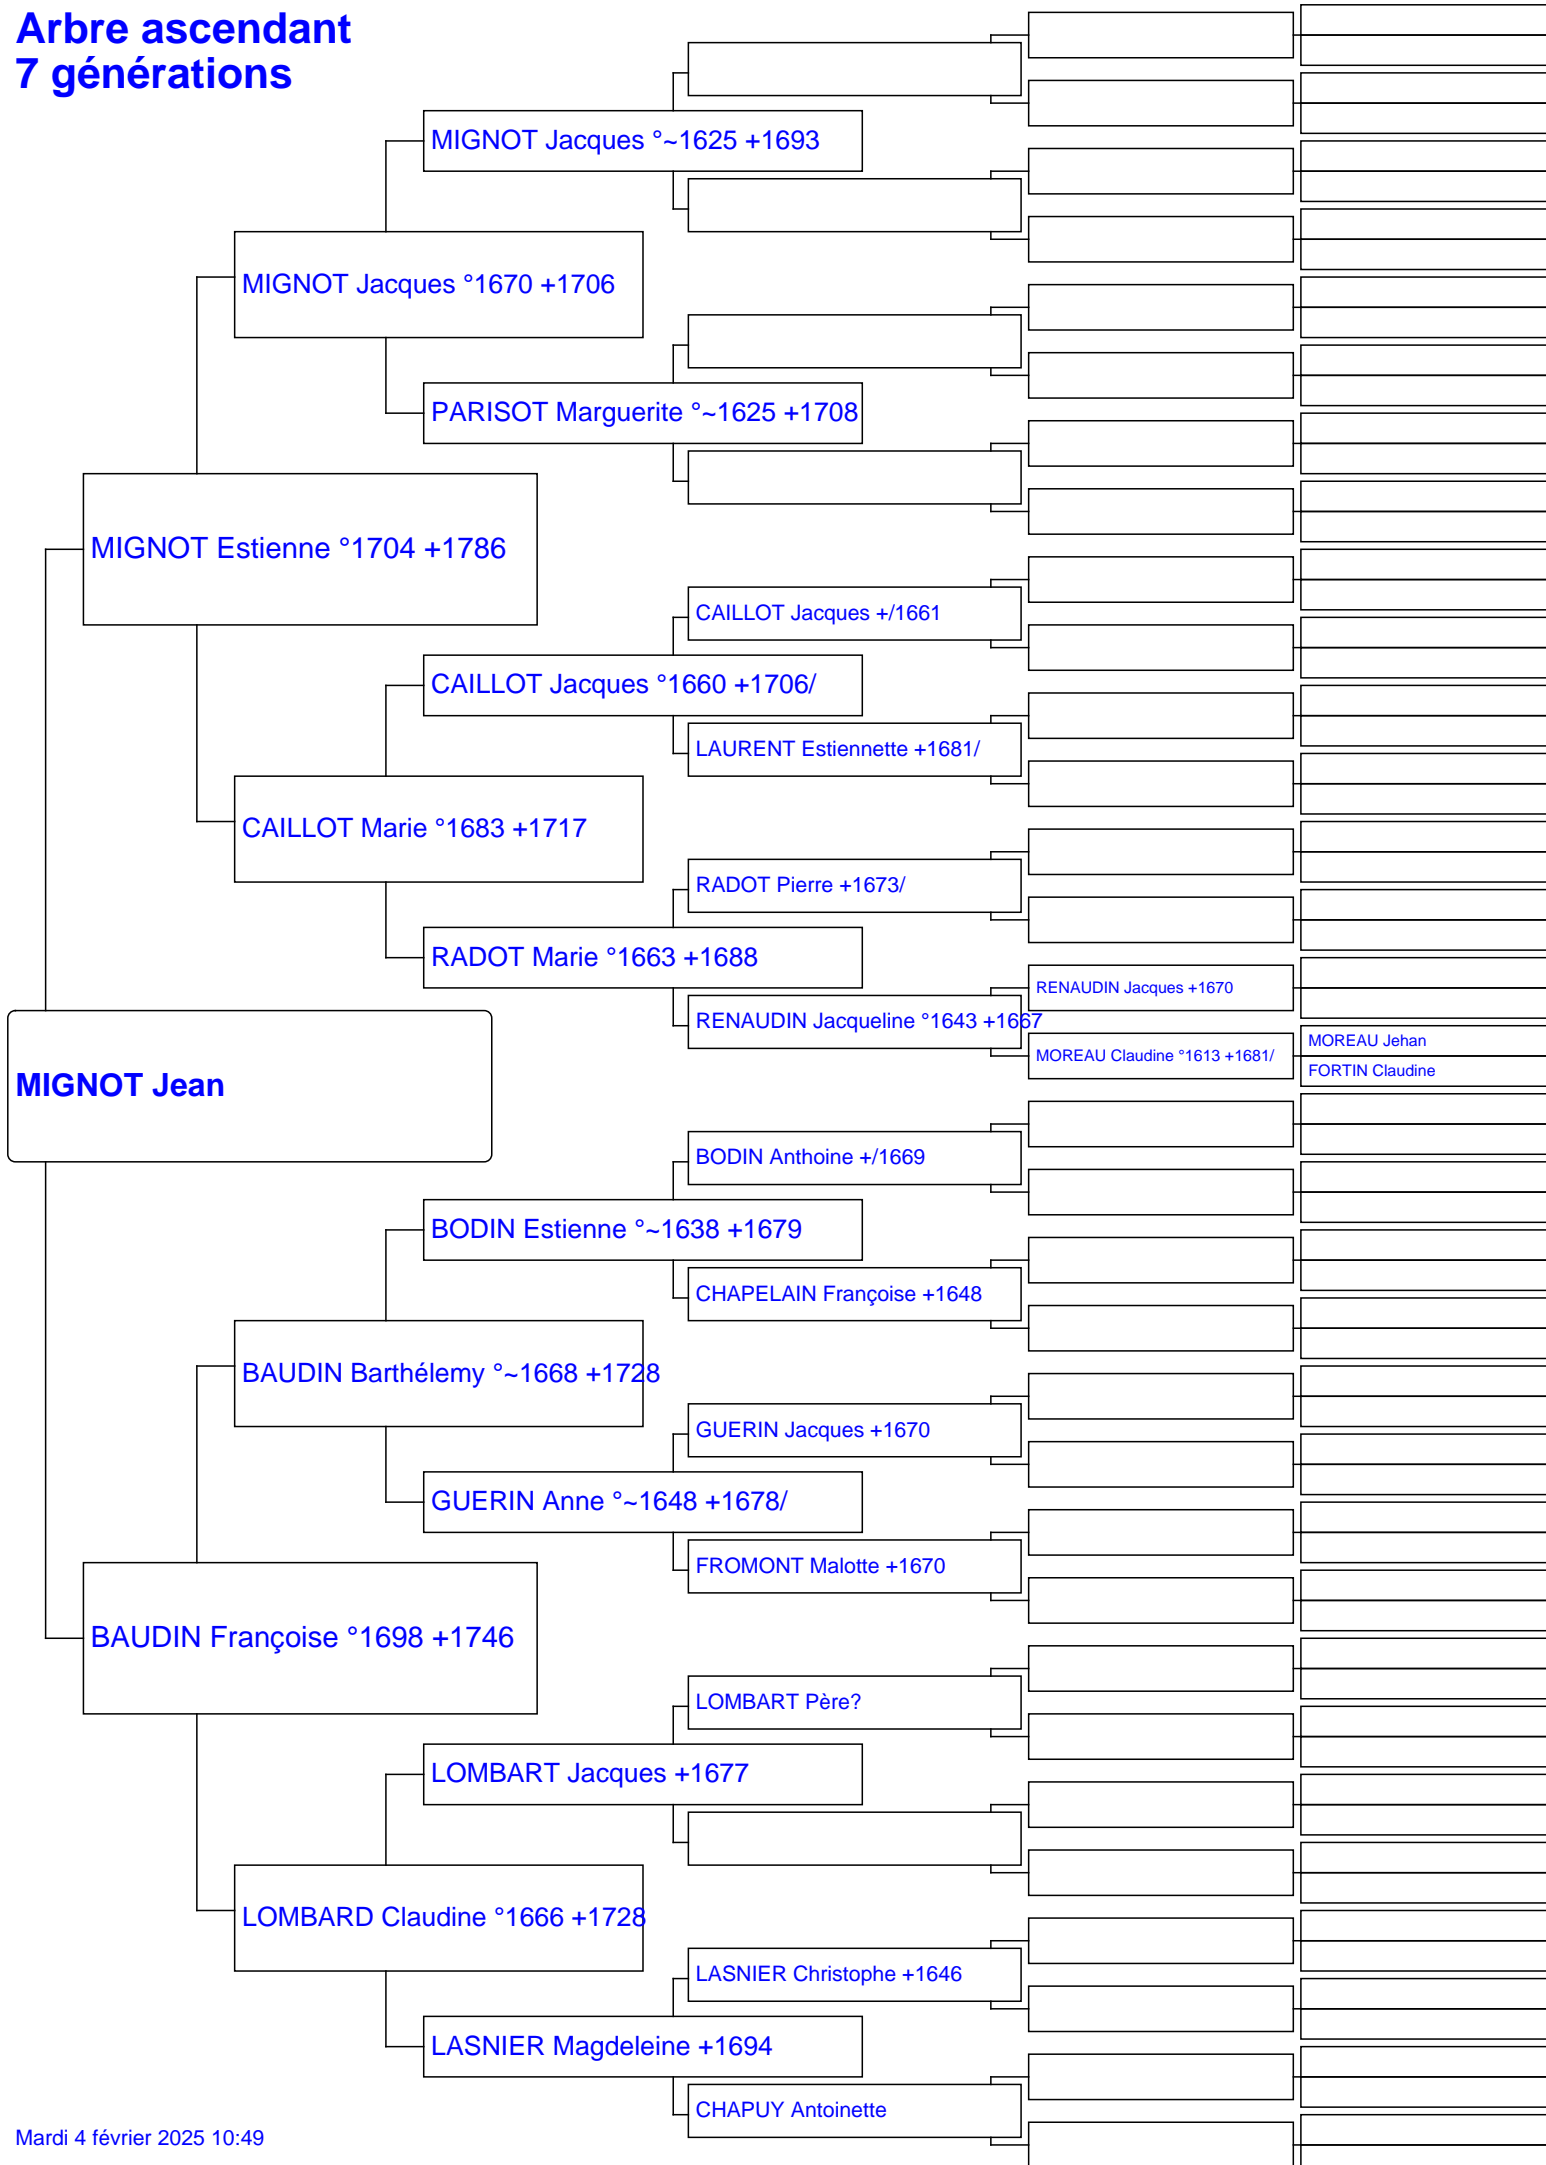 Arbre ascendant
7 générations
MIGNOT Jacques °~1625 +1693
MIGNOT Jacques °1670 +1706
PARISOT Marguerite °~1625 +1708
MIGNOT Estienne °1704 +1786
CAILLOT Jacques +/1661
CAILLOT Jacques °1660 +1706/
LAURENT Estiennette +1681/
CAILLOT Marie °1683 +1717
RADOT Pierre +1673/
RADOT Marie °1663 +1688
RENAUDIN Jacques +1670
RENAUDIN Jacqueline °1643 +1667
MOREAU Jehan
MOREAU Claudine °1613 +1681/
FORTIN Claudine
MIGNOT Jean
BODIN Anthoine +/1669
BODIN Estienne °~1638 +1679
CHAPELAIN Françoise +1648
BAUDIN Barthélemy °~1668 +1728
GUERIN Jacques +1670
GUERIN Anne °~1648 +1678/
FROMONT Malotte +1670
BAUDIN Françoise °1698 +1746
LOMBART Père?
LOMBART Jacques +1677
LOMBARD Claudine °1666 +1728
LASNIER Christophe +1646
LASNIER Magdeleine +1694
CHAPUY Antoinette
Mardi 4 février 2025 10:49